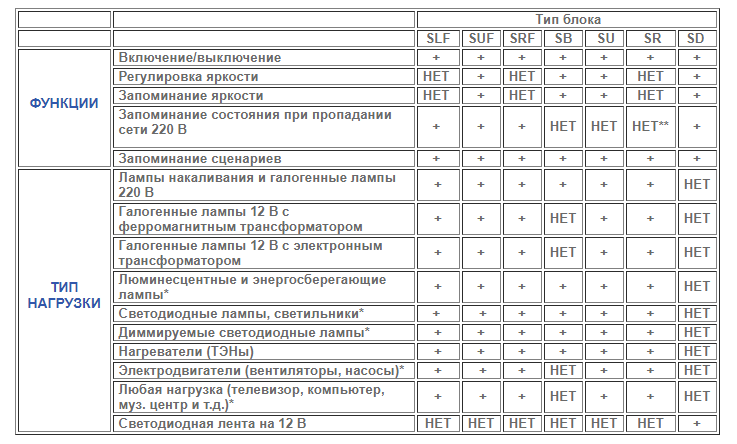 Тип блока
SLF SUF SRF SB SU SR SD
ФУНКЦИИ
Включение/выключение + + + + + + +
Регулировка яркости НЕТ + НЕТ + + НЕТ +
Запоминание яркости НЕТ + НЕТ + + НЕТ +
Запоминание состояния при пропадании
сети 220 В + + + НЕТ НЕТ НЕТ** +
Запоминание сценариев + + + + + + +
ТИП
НАГРУЗКИ
Лампы накаливания и галогенные лампы
220 В + + + + + + НЕТ
Галогенные лампы 12 В с
ферромагнитным трансформатором + + + НЕТ + + НЕТ
Галогенные лампы 12 В с электронным
трансформатором + + + НЕТ + + НЕТ
Люминесцентные и энергосберегающие
лампы* + + + + + + НЕТ
Светодиодные лампы, светильники* + + + + + + НЕТ
Диммируемые светодиодные лампы* + + + + + + НЕТ
Нагреватели (ТЭНы) + + + + + + НЕТ
Электродвигатели (вентиляторы, насосы)* + + + НЕТ + + НЕТ
Любая нагрузка (телевизор, компьютер,
муз. центр и т.д.)* + + + НЕТ + + НЕТ
Светодиодная лента на 12 В НЕТ НЕТ НЕТ НЕТ НЕТ НЕТ +